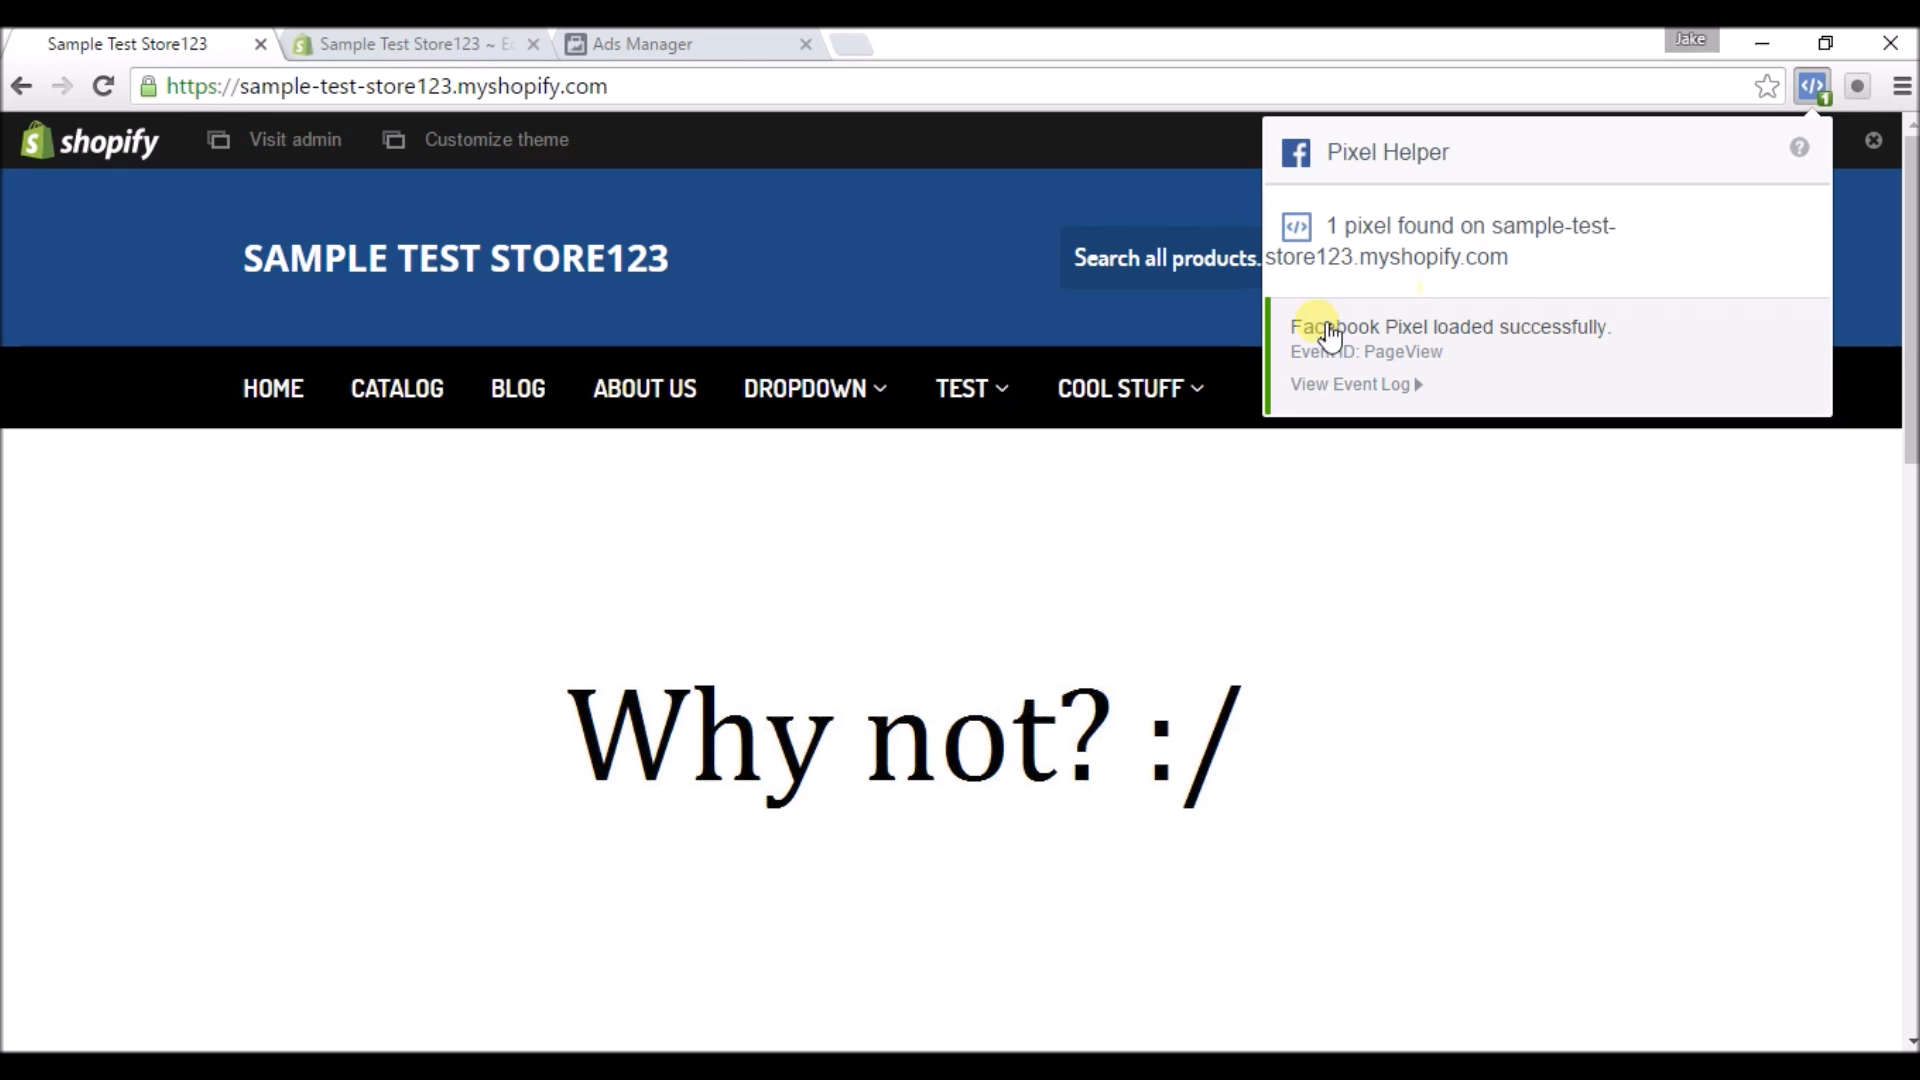 Sample Test Store123
Sample Test Store123 ~
Ads Manager
Jake
https://sample-test-store123.myshopify.com
1
shopify
Visit admin
Customize theme
Pixel Helper
?
1 pixel found on sample-test-
store123.myshopify.com
SAMPLE TEST STORE123
Search all products.
Facebook Pixel loaded successfully.
Event ID: PageView
View Event Log
HOME
CATALOG
BLOG
ABOUT US
DROPDOWN
TEST
COOL STUFF
Why not? :/